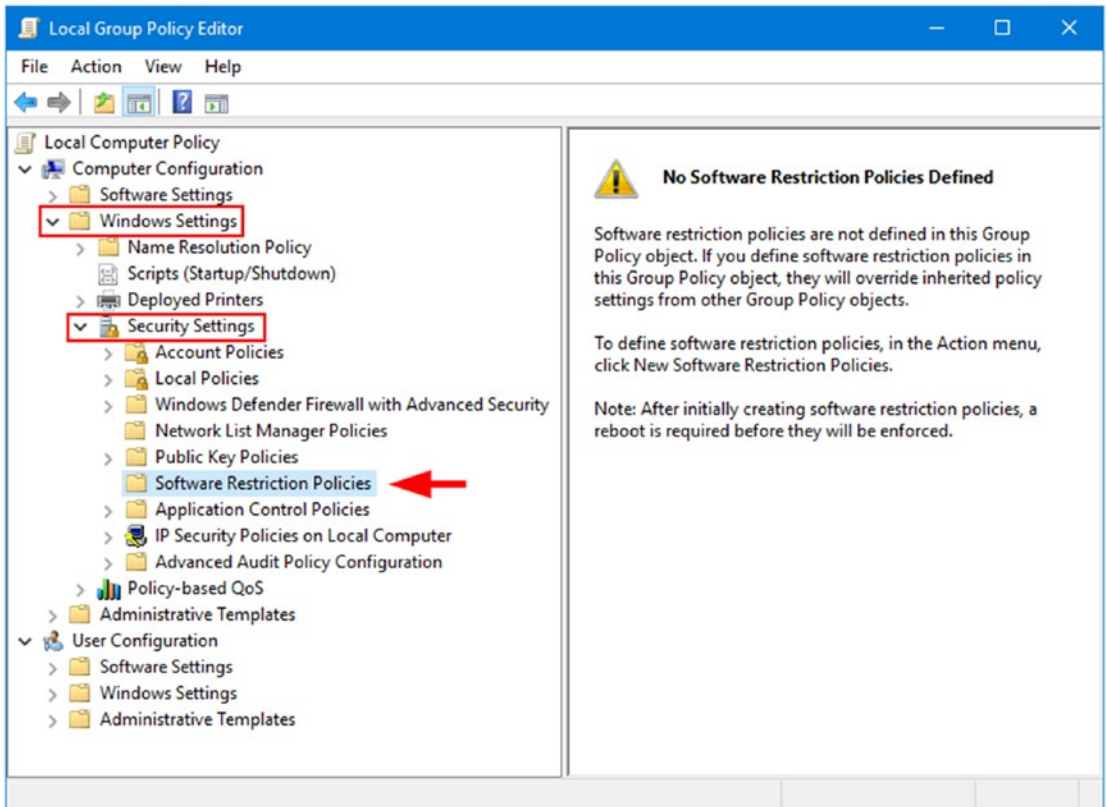 Local Group Policy Editor
File Action View Help
Local Computer Policy
Computer Configuration
Software Settings
Windows Settings
Name Resolution Policy
Scripts (Startup/Shutdown)
Deployed Printers
Security Settings
Account Policies
Local Policies
Windows Defender Firewall with Advanced Security
Network List Manager Policies
Public Key Policies
Software Restriction Policies
Application Control Policies
IP Security Policies on Local Computer
Advanced Audit Policy Configuration
Policy-based QoS
Administrative Templates
User Configuration
Software Settings
Windows Settings
Administrative Templates
No Software Restriction Policies Defined
Software restriction policies are not defined in this Group
Policy object. If you define software restriction policies in
this Group Policy object, they will override inherited policy
settings from other Group Policy objects.
To define software restriction policies, in the Action menu,
click New Software Restriction Policies.
Note: After initially creating software restriction policies, a
reboot is required before they will be enforced.